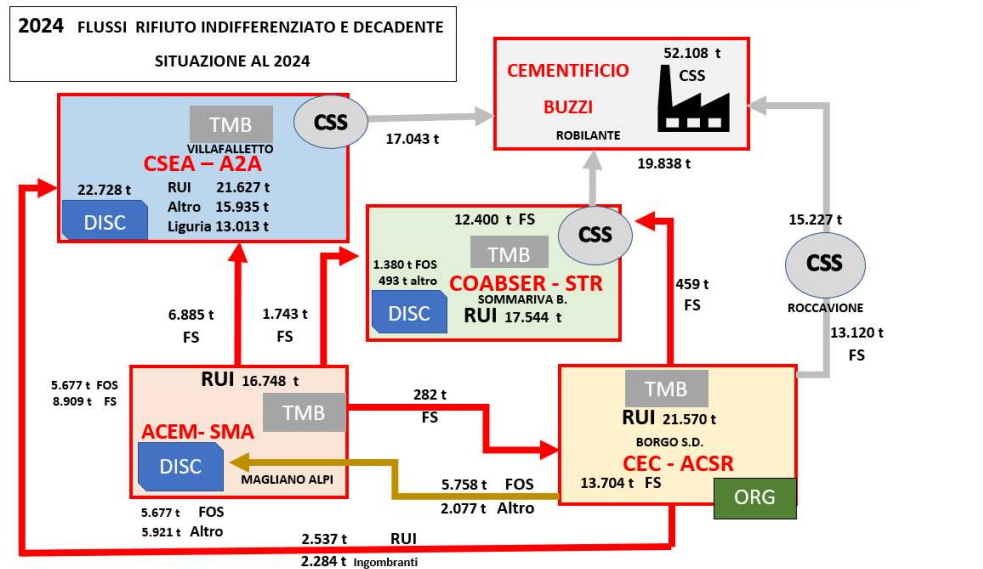 2024 FLUSSI RIFIUTO INDIFFERENZIATO E DECADENTE
SITUAZIONE AL 2024
52.108 t
CSS
CEMENTIFICIO
BUZZI
ROBILANTE
TMB
CSS
VILLAFALLETTO
CSEA – A2A
17.043 t
19.838 t
22.728 t
RUI 21.627 t
Altro 15.935 t
Liguria 13.013 t
DISC
12.400 t FS
CSS
TMB
1.380 t FOS
493 t altro
COABSER - STR
SOMMARIVA B.
RUI 17.544 t
DISC
15.227 t
CSS
ROCCAVIONE
459 t
FS
13.120 t
FS
6.885 t
FS
1.743 t
FS
5.677 t FOS
8.909 t FS
RUI 16.748 t
TMB
ACEM- SMA
DISC
MAGLIANO ALPI
282 t
FS
TMB
RUI 21.570 t
BORGO S.D.
CEC - ACSR
13.704 t FS
ORG
5.758 t FOS
2.077 t Altro
5.677 t FOS
5.921 t Altro
2.537 t RUI
2.284 t Ingombranti